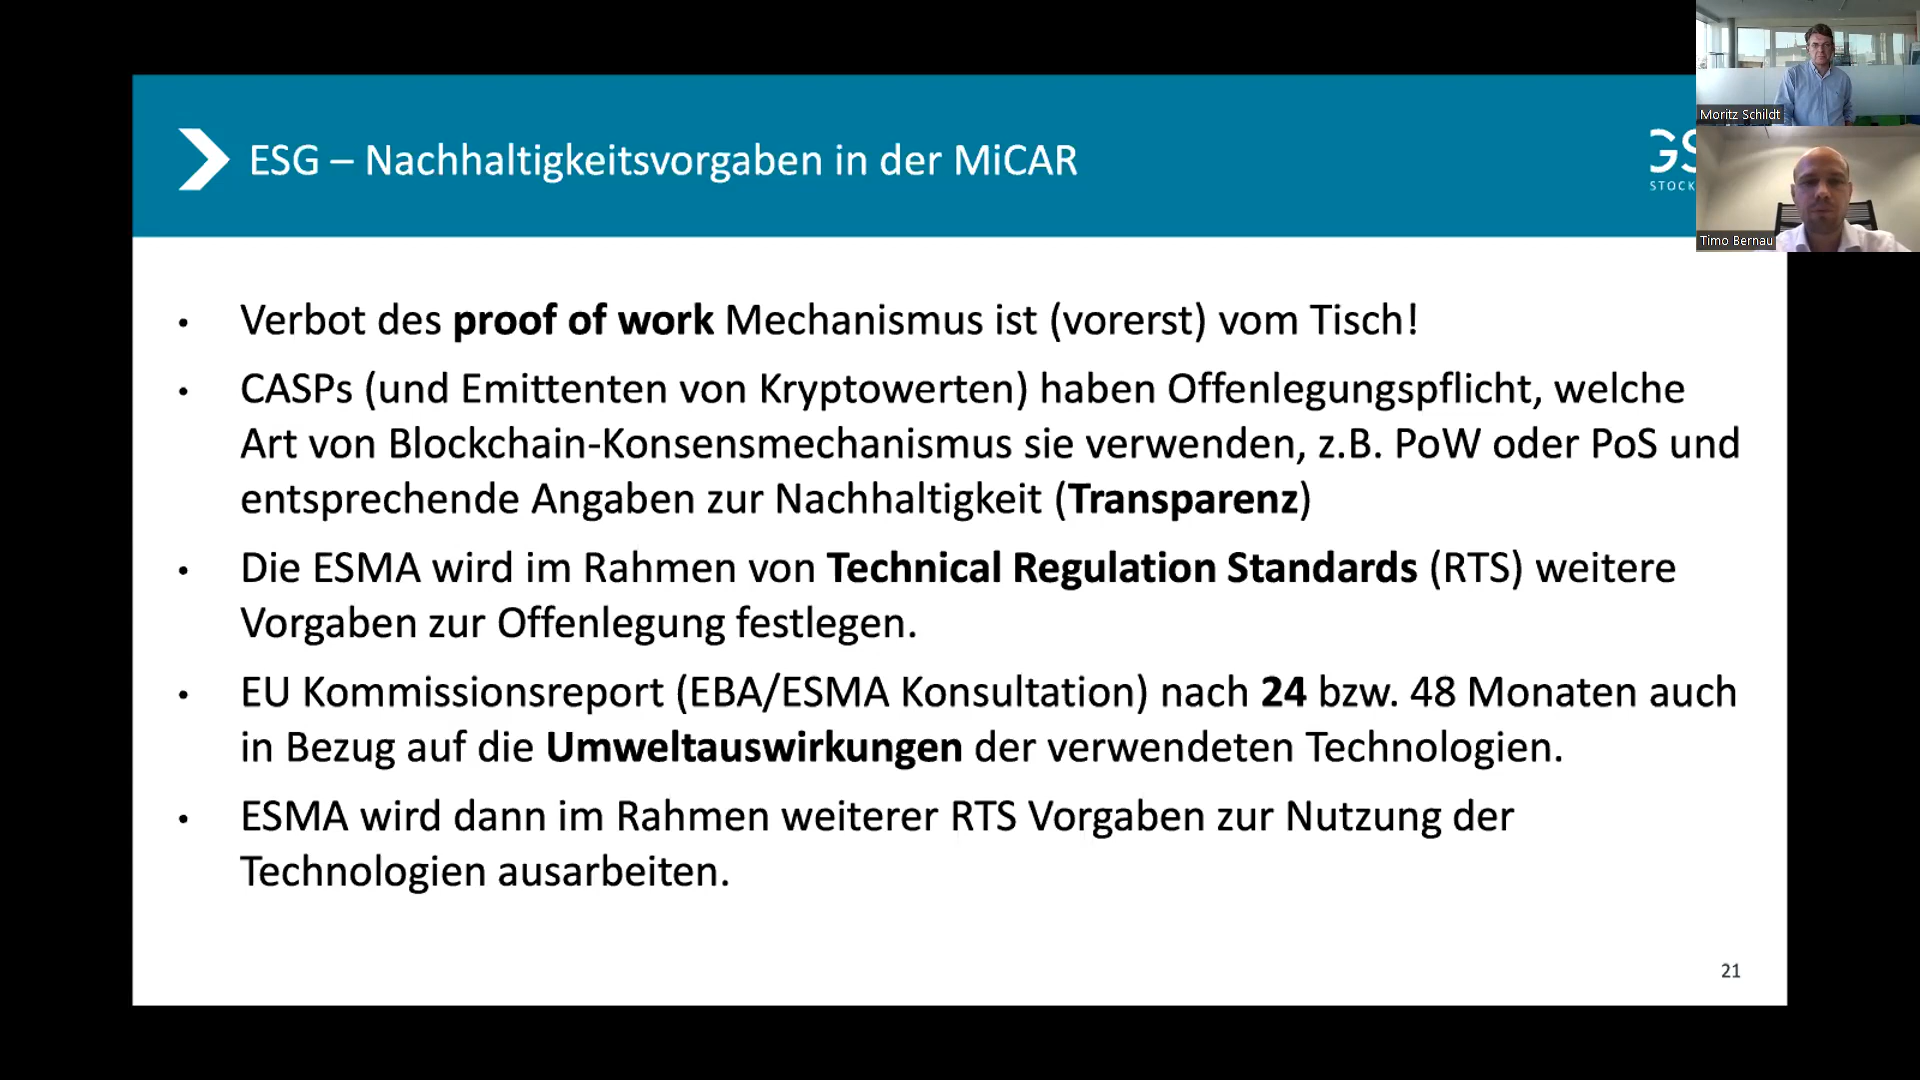 ESG – Nachhaltigkeitsvorgaben in der MiCAR
STOCK
Moritz Schildt
Timo Bernau
• Verbot des proof of work Mechanismus ist (vorerst) vom Tisch!
• CASPs (und Emittenten von Kryptowerten) haben Offenlegungspflicht, welche
Art von Blockchain-Konsensmechanismus sie verwenden, z.B. PoW oder PoS und
entsprechende Angaben zur Nachhaltigkeit (Transparenz)
• Die ESMA wird im Rahmen von Technical Regulation Standards (RTS) weitere
Vorgaben zur Offenlegung festlegen.
• EU Kommissionsreport (EBA/ESMA Konsultation) nach 24 bzw. 48 Monaten auch
in Bezug auf die Umweltauswirkungen der verwendeten Technologien.
• ESMA wird dann im Rahmen weiterer RTS Vorgaben zur Nutzung der
Technologien ausarbeiten.
21